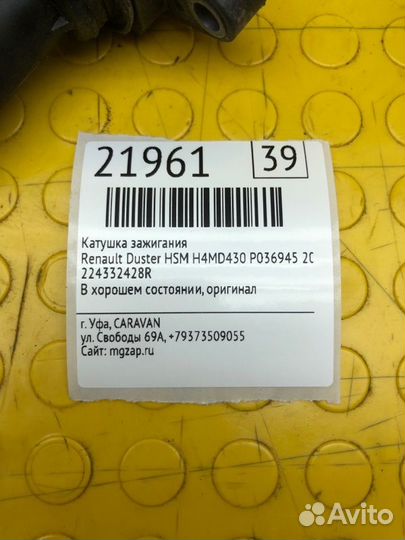 21961 39
Катушка зажигания
Renault Duster HSM H4MD430 P036945 20
224332428R
В хорошем состоянии, оригинал
г. Уфа, CARAVAN
ул. Свободы 69А, +79373509055
Сайт: mgzap.ru
Avito